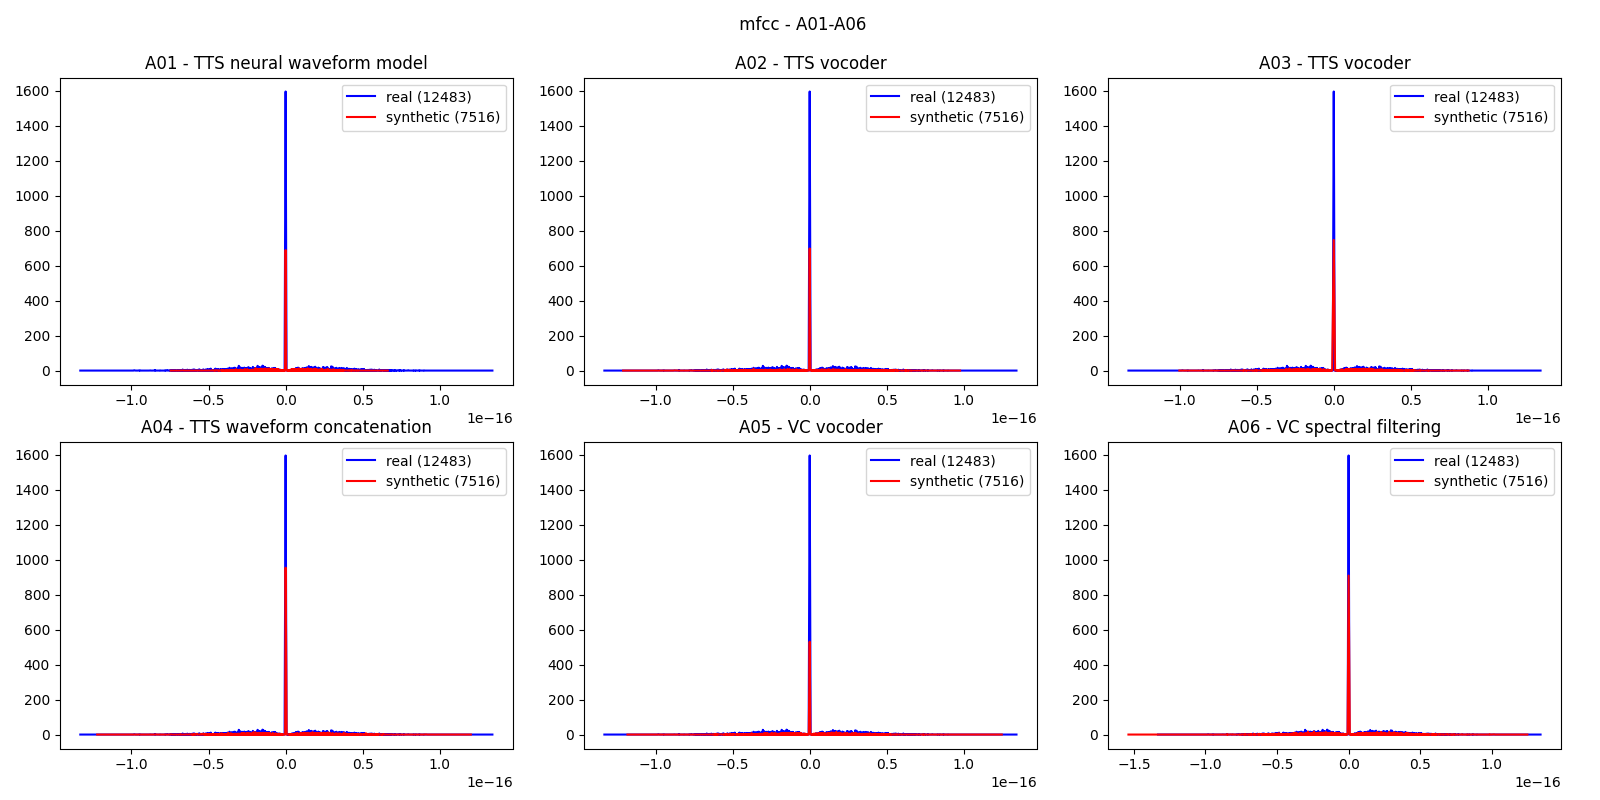 mfcc - A01-A06
A01 - TTS neural waveform model
A02 - TTS vocoder
A03 - TTS vocoder
1600
1400
1200
1000
800
600
400
200
0
real (12483)
synthetic (7516)
−1.0 −0.5 0.0 0.5 1.0
1e−16
1600
1400
1200
1000
800
600
400
200
0
real (12483)
synthetic (7516)
−1.0 −0.5 0.0 0.5 1.0
1e−16
1600
1400
1200
1000
800
600
400
200
0
real (12483)
synthetic (7516)
−1.0 −0.5 0.0 0.5 1.0
1e−16
A04 - TTS waveform concatenation
A05 - VC vocoder
A06 - VC spectral filtering
1600
1400
1200
1000
800
600
400
200
0
real (12483)
synthetic (7516)
−1.0 −0.5 0.0 0.5 1.0
1e−16
1600
1400
1200
1000
800
600
400
200
0
real (12483)
synthetic (7516)
−1.0 −0.5 0.0 0.5 1.0
1e−16
1600
1400
1200
1000
800
600
400
200
0
real (12483)
synthetic (7516)
−1.5 −1.0 −0.5 0.0 0.5 1.0
1e−16